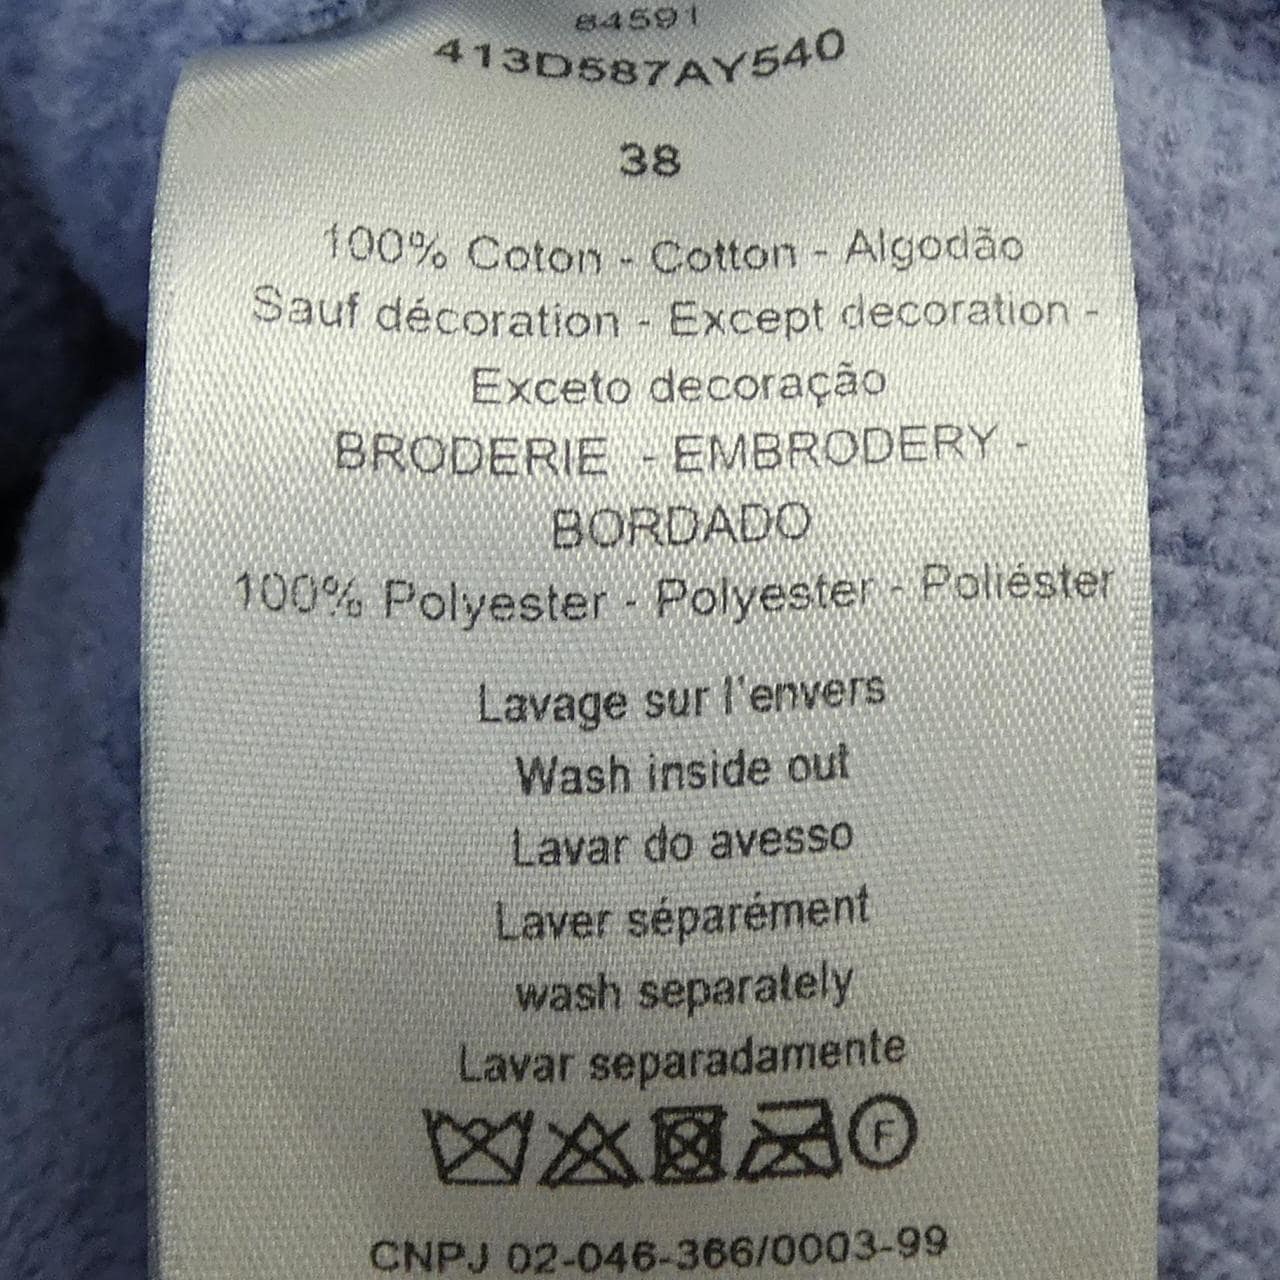 84591
413D587AY540
38
100% Coton - Cotton - Algodão
Sauf décoration - Except decoration -
Exceto decoração
BRODERIE - EMBRODERY -
BORDADO
100% Polyester - Polyester - Poliéster
Lavage sur l'envers
Wash inside out
Lavar do avesso
Laver séparément
wash separately
Lavar separadamente
F
CNPJ 02-046-366/0003-99